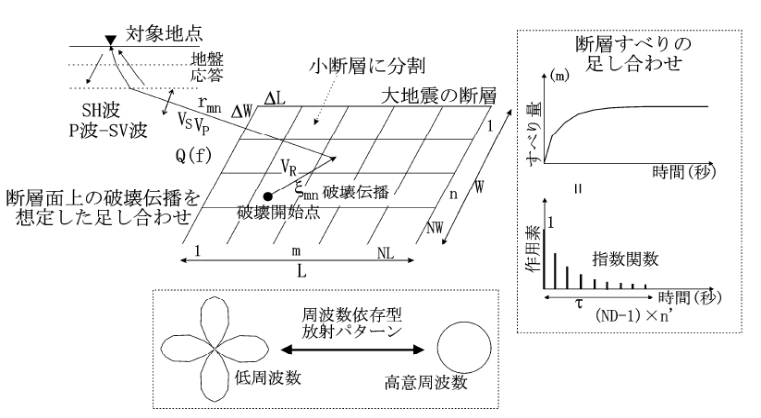 対象地点
地盤
応答
SH波
P波-SV波
r_mn
V_S V_P
Q(f)
小断層に分割
ΔL
ΔW
大地震の断層
1
n
NW
W
V_R
ξ_mn
破壊伝播
破壊開始点
断層面上の破壊伝播を
想定した足し合わせ
1
m
NL
L
断層すべりの
足し合わせ
(m)
すべり量
時間(秒)
=
1
作用素
指数関数
時間(秒)
τ
(ND-1)×n'
周波数依存型
放射パターン
低周波数
高意周波数